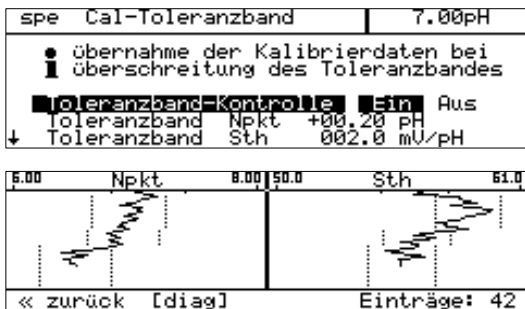 spe Cal-Toleranzband 7.00pH
übernahme der Kalibrierdaten bei
überschreitung des Toleranzbandes
Toleranzband-Kontrolle Ein Aus
Toleranzband Npkt +00.20 pH
↓ Toleranzband Sth 002.0 mV/pH
6.00 Npkt 8.00 50.0 Sth 61.0
« zurück [diag] Einträge: 42